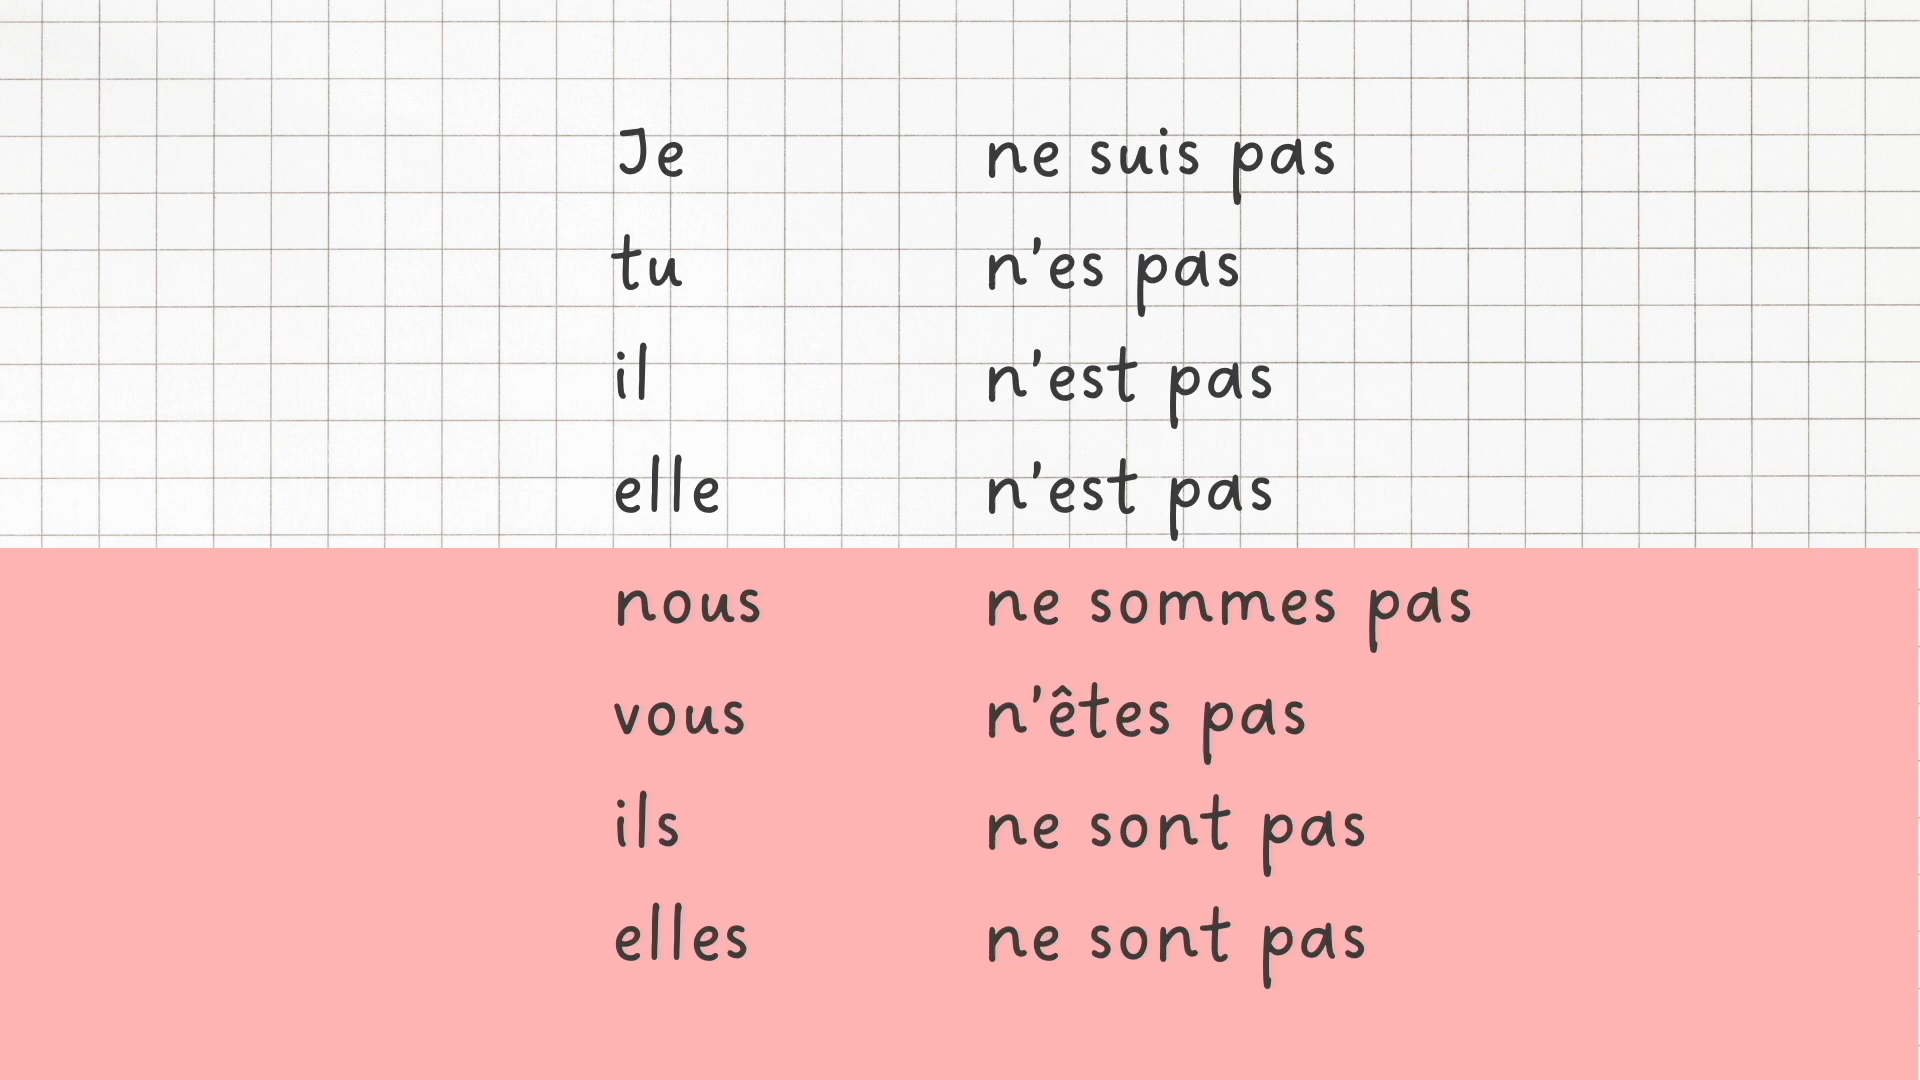 Je ne suis pas
tu n'es pas
il n'est pas
elle n'est pas
nous ne sommes pas
vous n'êtes pas
ils ne sont pas
elles ne sont pas